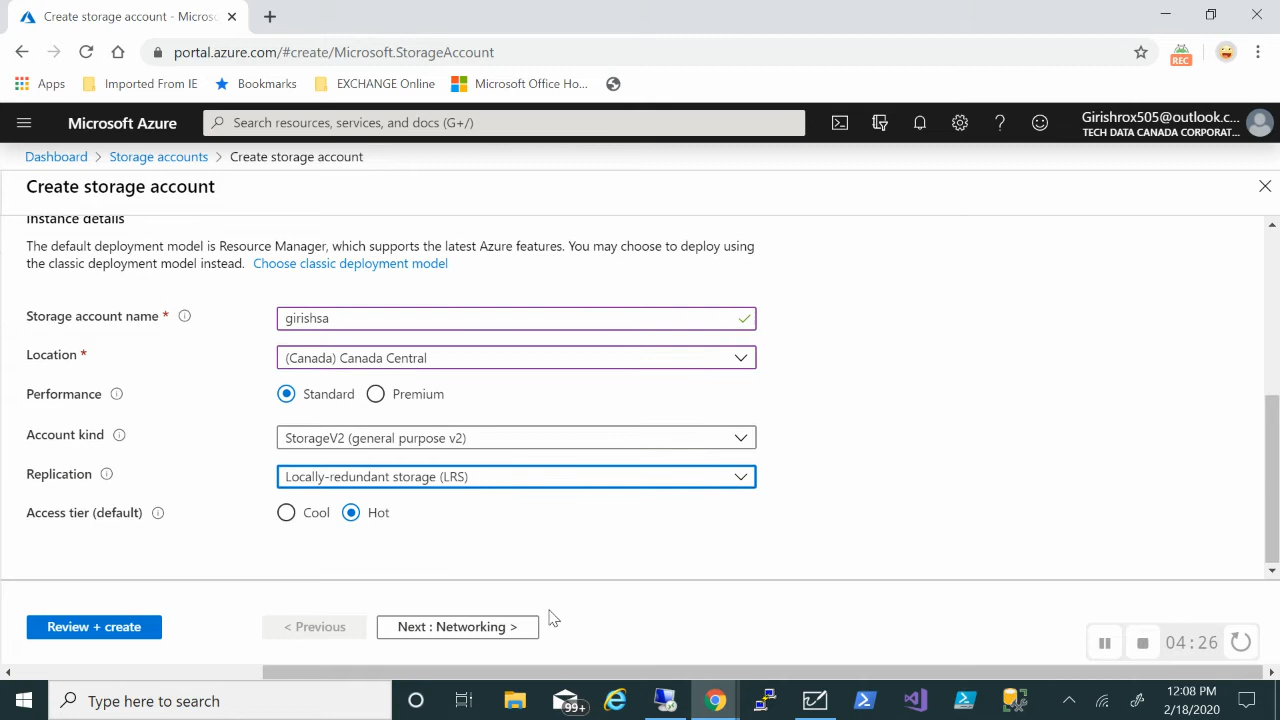 Create storage account - Micros
portal.azure.com/#create/Microsoft.StorageAccount
REC
Apps Imported From IE Bookmarks EXCHANGE Online Microsoft Office Ho...
Microsoft Azure Search resources, services, and docs (G+/) Girishrox505@outlook.c...
TECH DATA CANADA CORPORAT...
Dashboard > Storage accounts > Create storage account
Create storage account
Instance details
The default deployment model is Resource Manager, which supports the latest Azure features. You may choose to deploy using
the classic deployment model instead. Choose classic deployment model
Storage account name * girishsa
Location * (Canada) Canada Central
Performance Standard Premium
Account kind StorageV2 (general purpose v2)
Replication Locally-redundant storage (LRS)
Access tier (default) Cool Hot
Review + create < Previous Next : Networking >
04:26
Type here to search 99+ 12:08 PM
2/18/2020